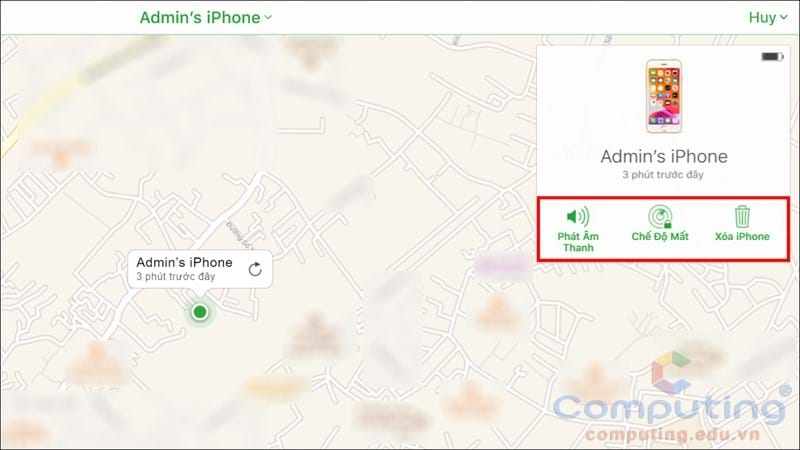 Admin's iPhone
Huy
Admin's iPhone
3 phút trước đây
Phát Âm
Thanh
Chế Độ Mất
Xóa iPhone
Đường Số
Admin's iPhone
3 phút trước đây
Computing®
computing.edu.vn